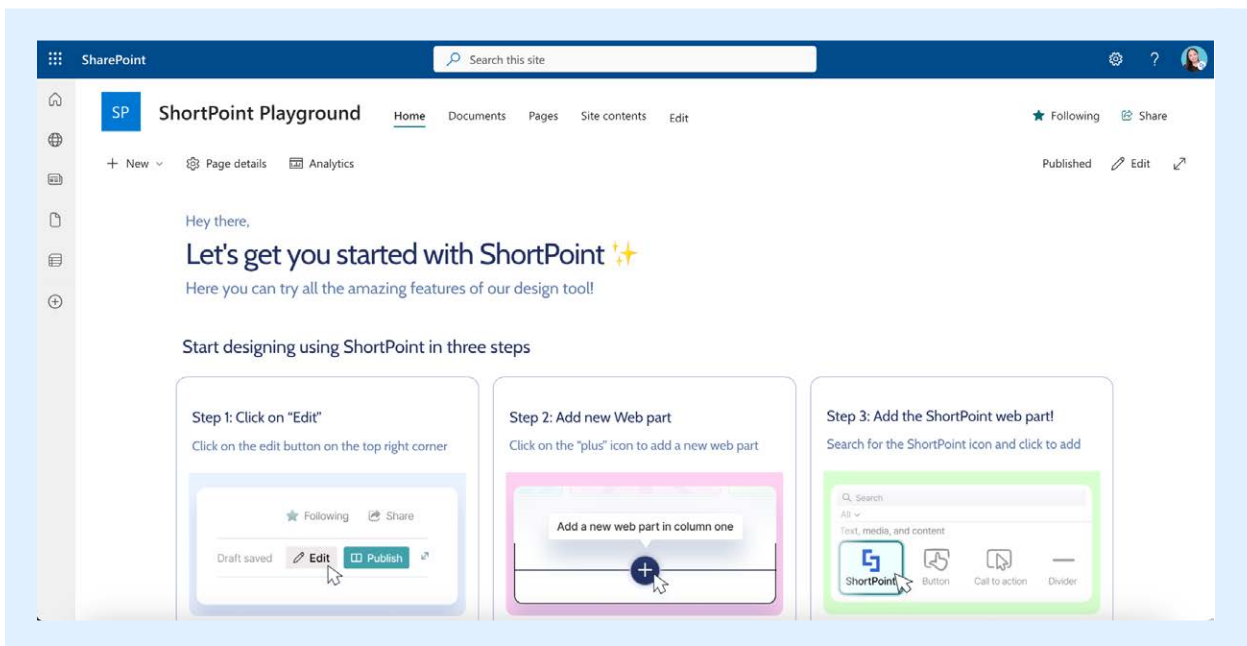 SharePoint
Search this site
?
SP
ShortPoint Playground
Home
Documents
Pages
Site contents
Edit
Following
Share
+ New
Page details
Analytics
Published
Edit
Hey there,
Let's get you started with ShortPoint ✨
Here you can try all the amazing features of our design tool!
Start designing using ShortPoint in three steps
Step 1: Click on "Edit"
Click on the edit button on the top right corner
Following
Share
Draft saved
Edit
Publish
Step 2: Add new Web part
Click on the "plus" icon to add a new web part
Add a new web part in column one
Step 3: Add the ShortPoint web part!
Search for the ShortPoint icon and click to add
Search
All
Text, media, and content
ShortPoint
Button
Call to action
Divider